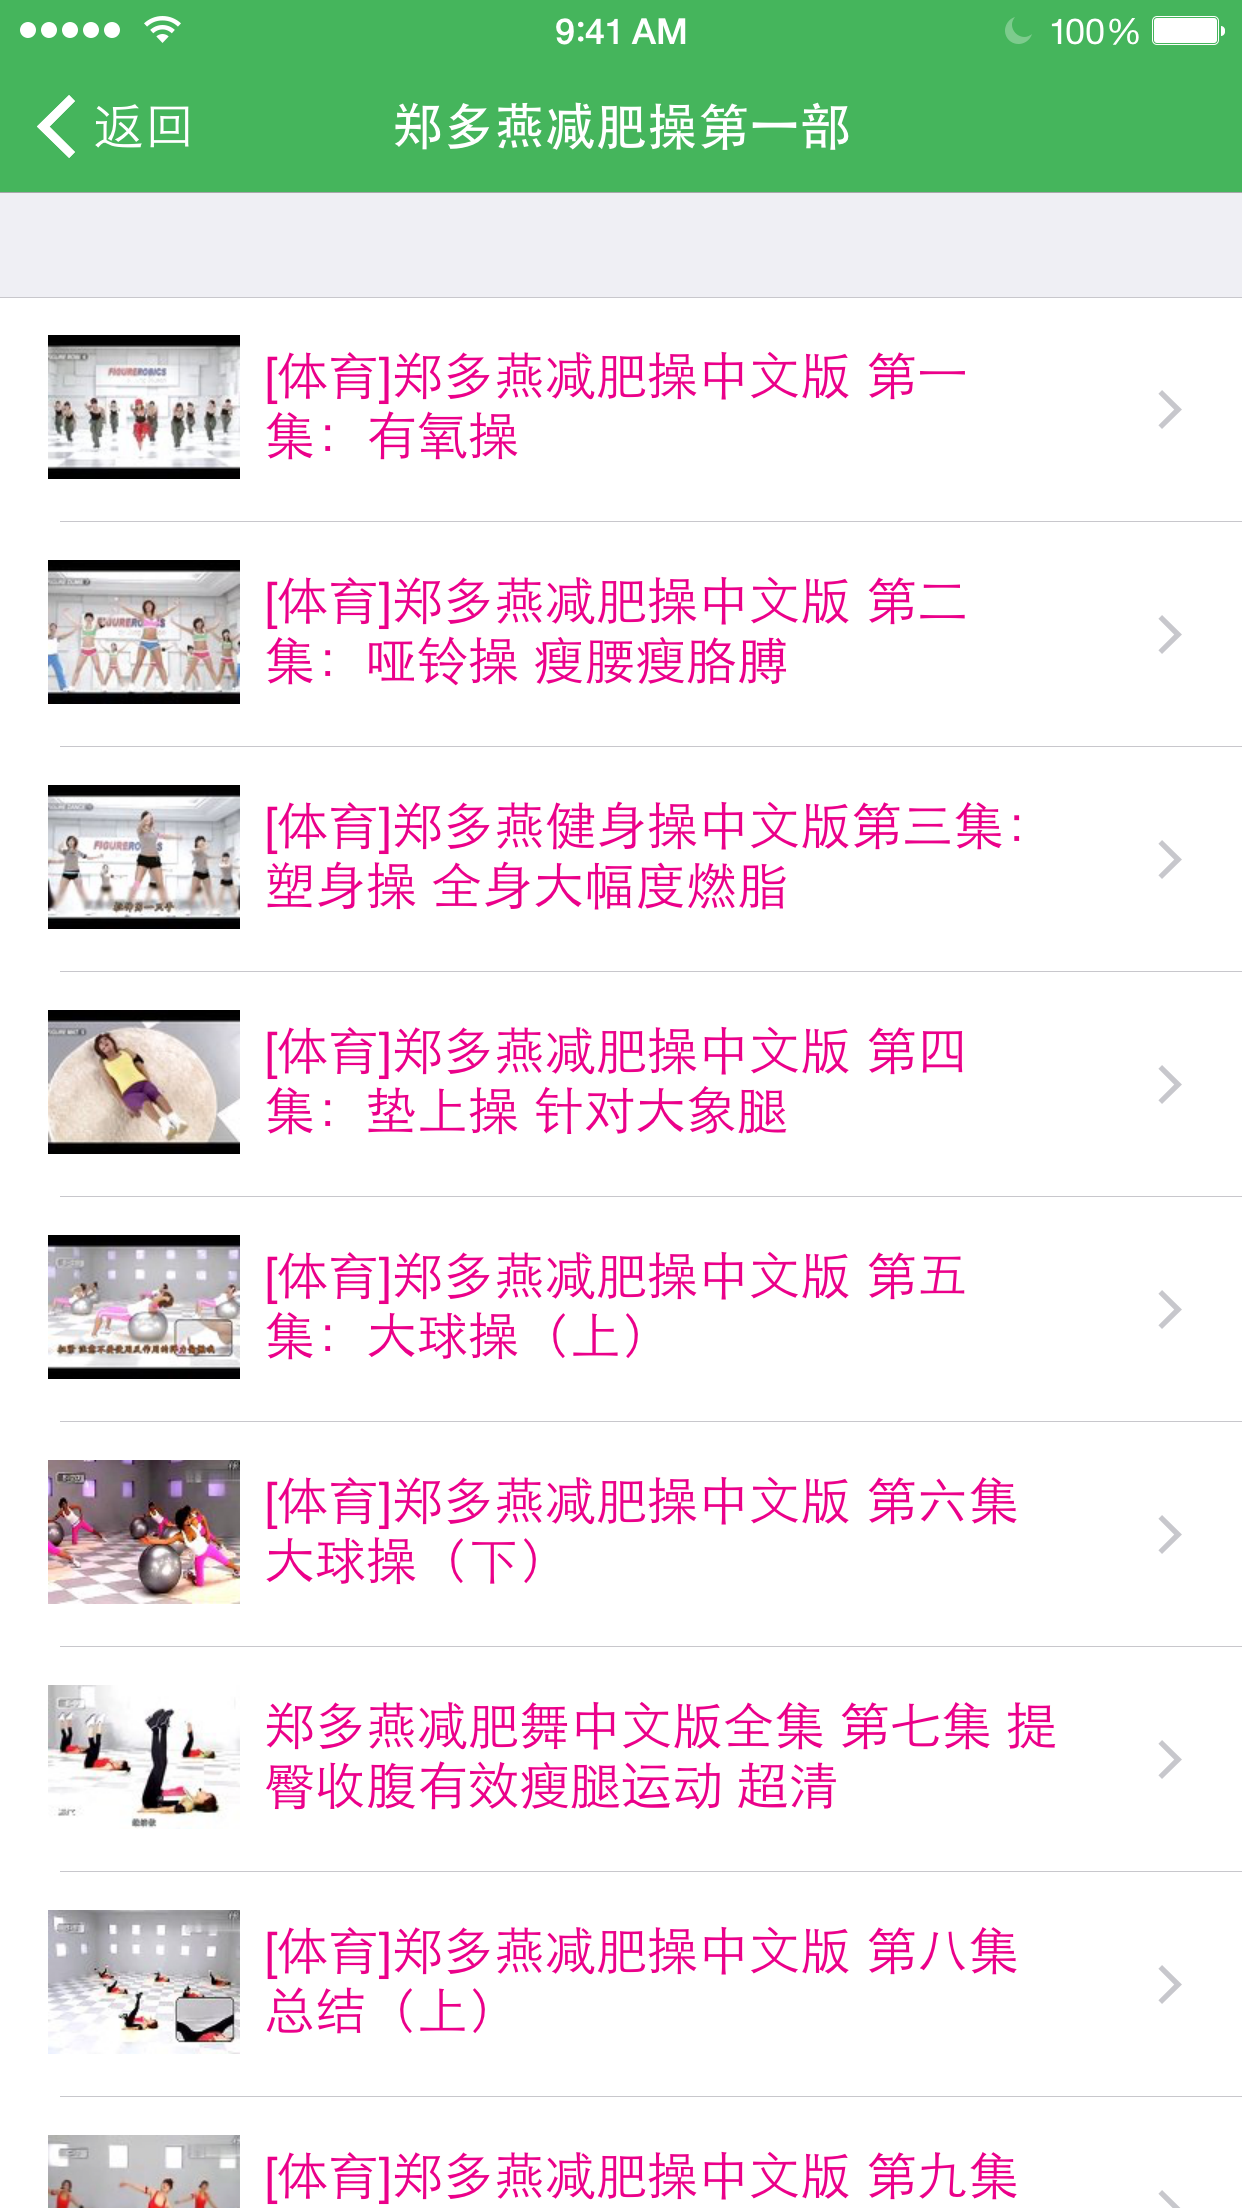 9:41 AM
100%
返回
郑多燕减肥操第一部
FIGUREROBICS
[体育]郑多燕减肥操中文版 第一
集：有氧操
[体育]郑多燕减肥操中文版 第二
集：哑铃操 瘦腰瘦胳膊
[体育]郑多燕健身操中文版第三集：
塑身操 全身大幅度燃脂
[体育]郑多燕减肥操中文版 第四
集：垫上操 针对大象腿
[体育]郑多燕减肥操中文版 第五
集：大球操（上）
[体育]郑多燕减肥操中文版 第六集
大球操（下）
郑多燕减肥舞中文版全集 第七集 提
臀收腹有效瘦腿运动 超清
[体育]郑多燕减肥操中文版 第八集
总结（上）
[体育]郑多燕减肥操中文版 第九集